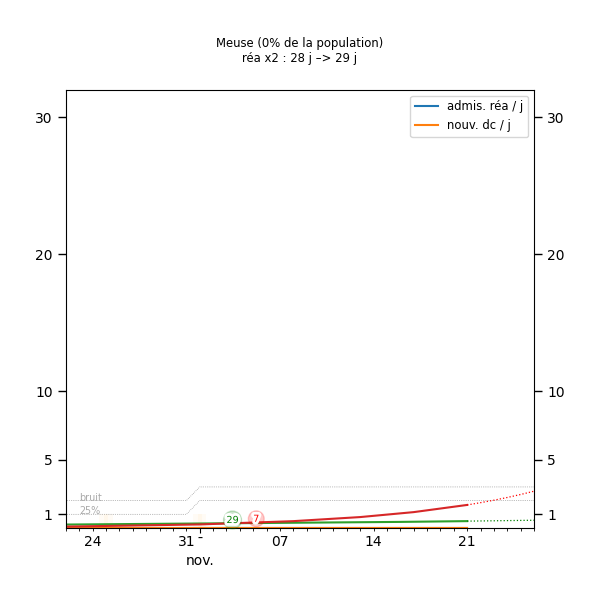 Meuse (0% de la population)
réa x2 : 28 j –> 29 j
admis. réa / j
nouv. dc / j
30 30
20 20
10 10
5 5
bruit
25%
1 1
29 7
24 31 - 07 14 21
nov.